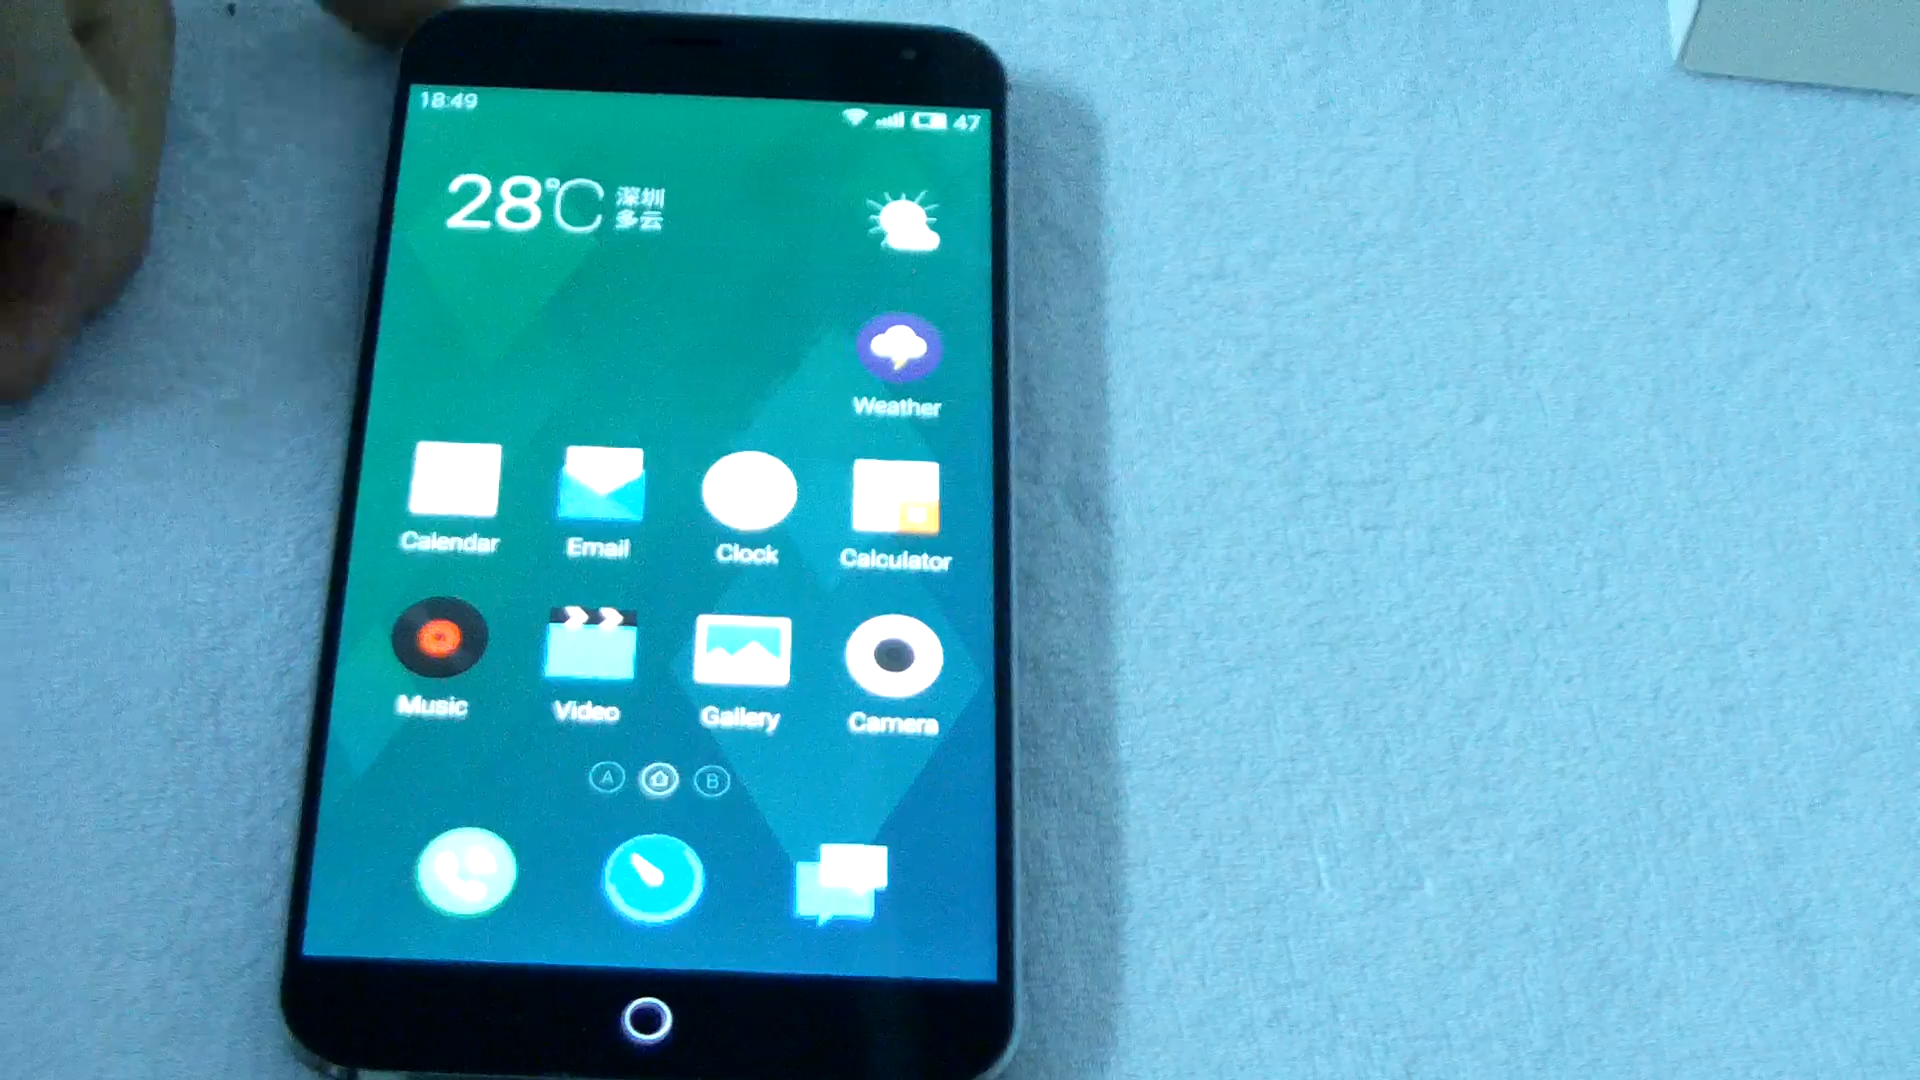 18:49
47
28°C 深圳
多云
Weather
Calendar Email Clock Calculator
Music Video Gallery Camera
A B